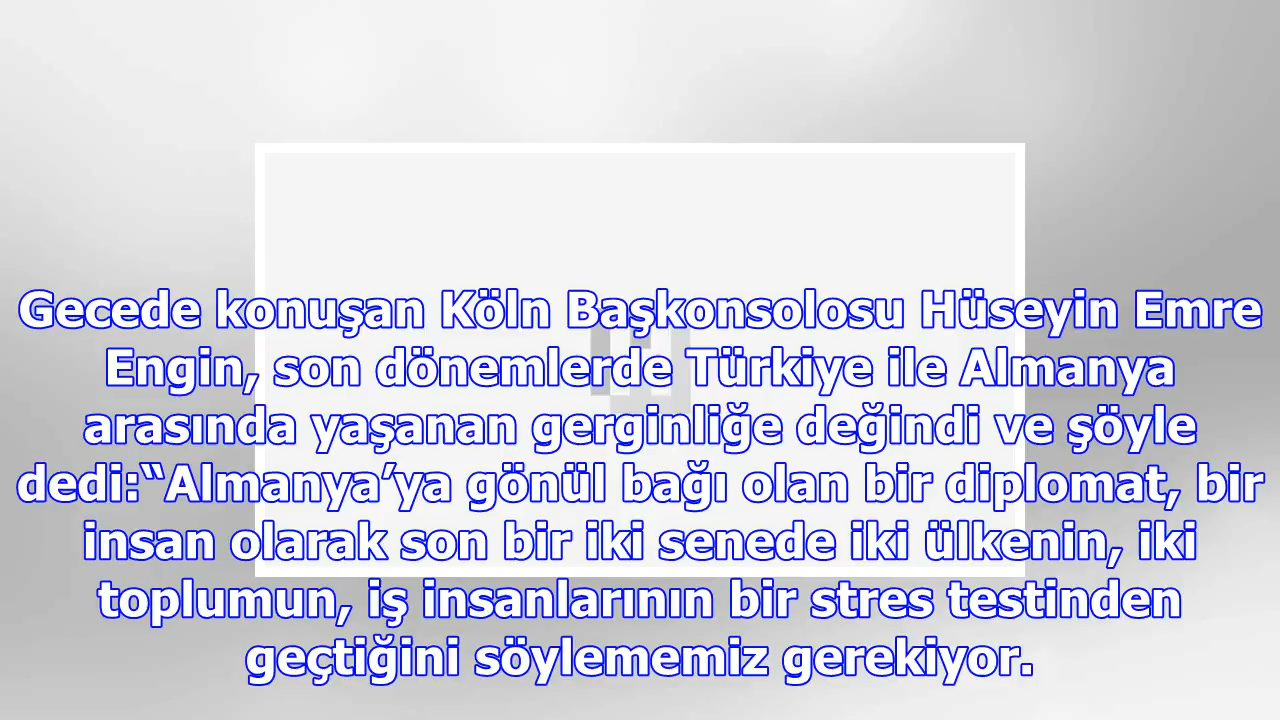 Gecede konuşan Köln Başkonsolosu Hüseyin Emre
Engin, son dönemlerde Türkiye ile Almanya
arasında yaşanan gerginliğe değindi ve şöyle
dedi:“Almanya’ya gönül bağı olan bir diplomat, bir
insan olarak son bir iki senede iki ülkenin, iki
toplumun, iş insanlarının bir stres testinden
geçtiğini söylememiz gerekiyor.